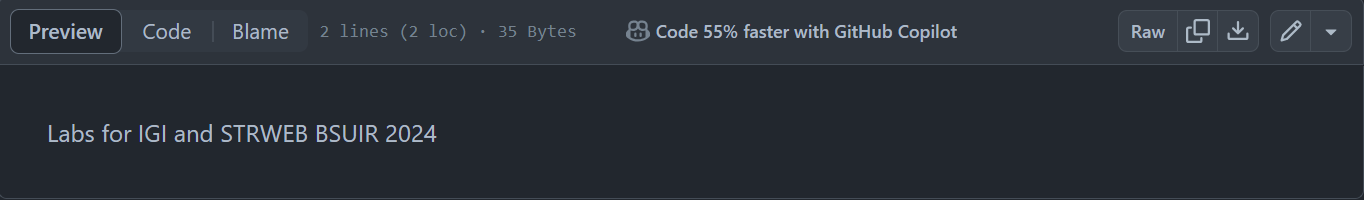 Preview Code Blame 2 lines (2 loc) · 35 Bytes Code 55% faster with GitHub Copilot Raw
Labs for IGI and STRWEB BSUIR 2024